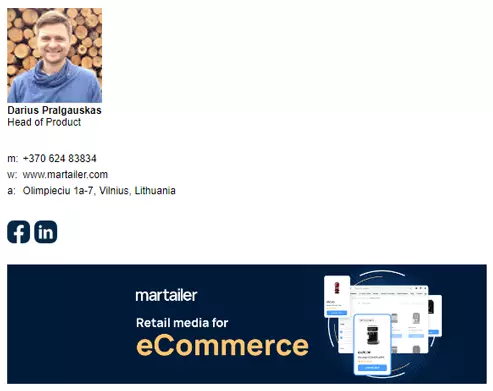 Darius Pralgauskas
Head of Product
m: +370 624 83834
w: www.martailer.com
a: Olimpieciu 1a-7, Vilnius, Lithuania
martailer
Retail media for
eCommerce